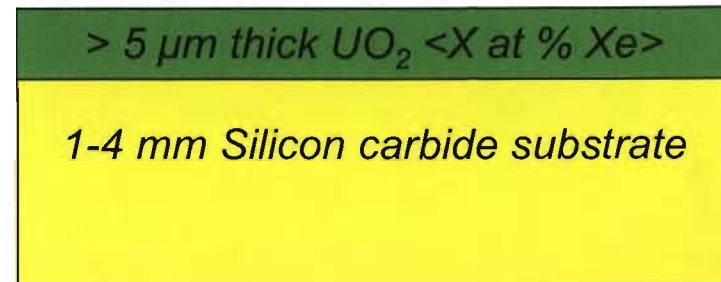 > 5 µm thick UO₂ <X at % Xe>
1-4 mm Silicon carbide substrate